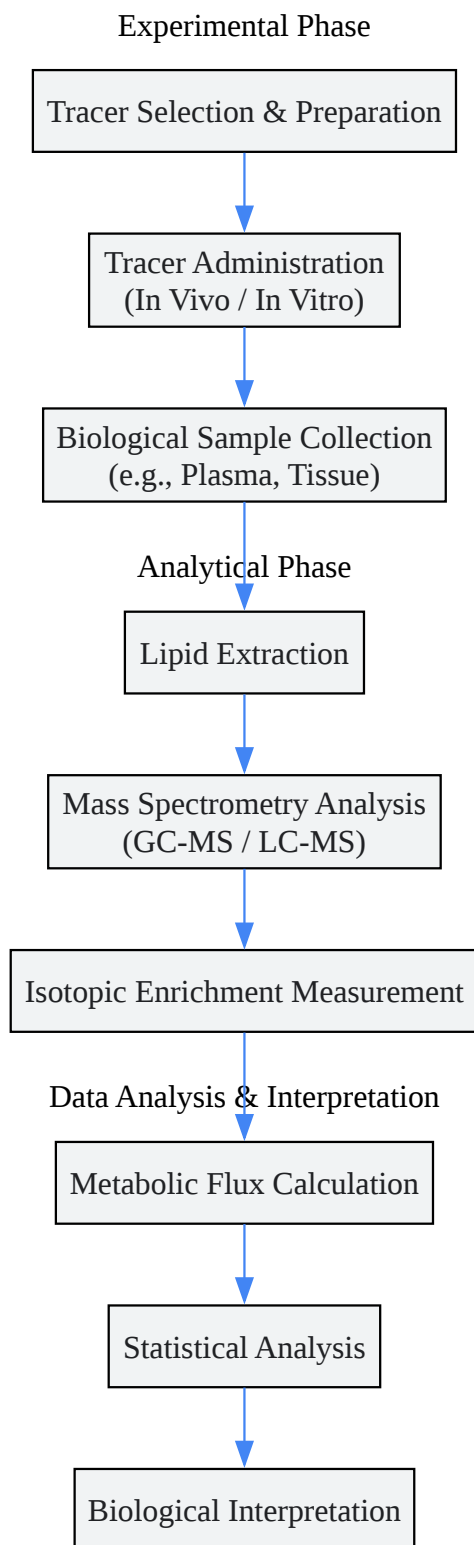 Experimental Phase
Tracer Selection & Preparation
Tracer Administration
(In Vivo / In Vitro)
Biological Sample Collection
(e.g., Plasma, Tissue)
Analytical Phase
Lipid Extraction
Mass Spectrometry Analysis
(GC-MS / LC-MS)
Isotopic Enrichment Measurement
Data Analysis & Interpretation
Metabolic Flux Calculation
Statistical Analysis
Biological Interpretation